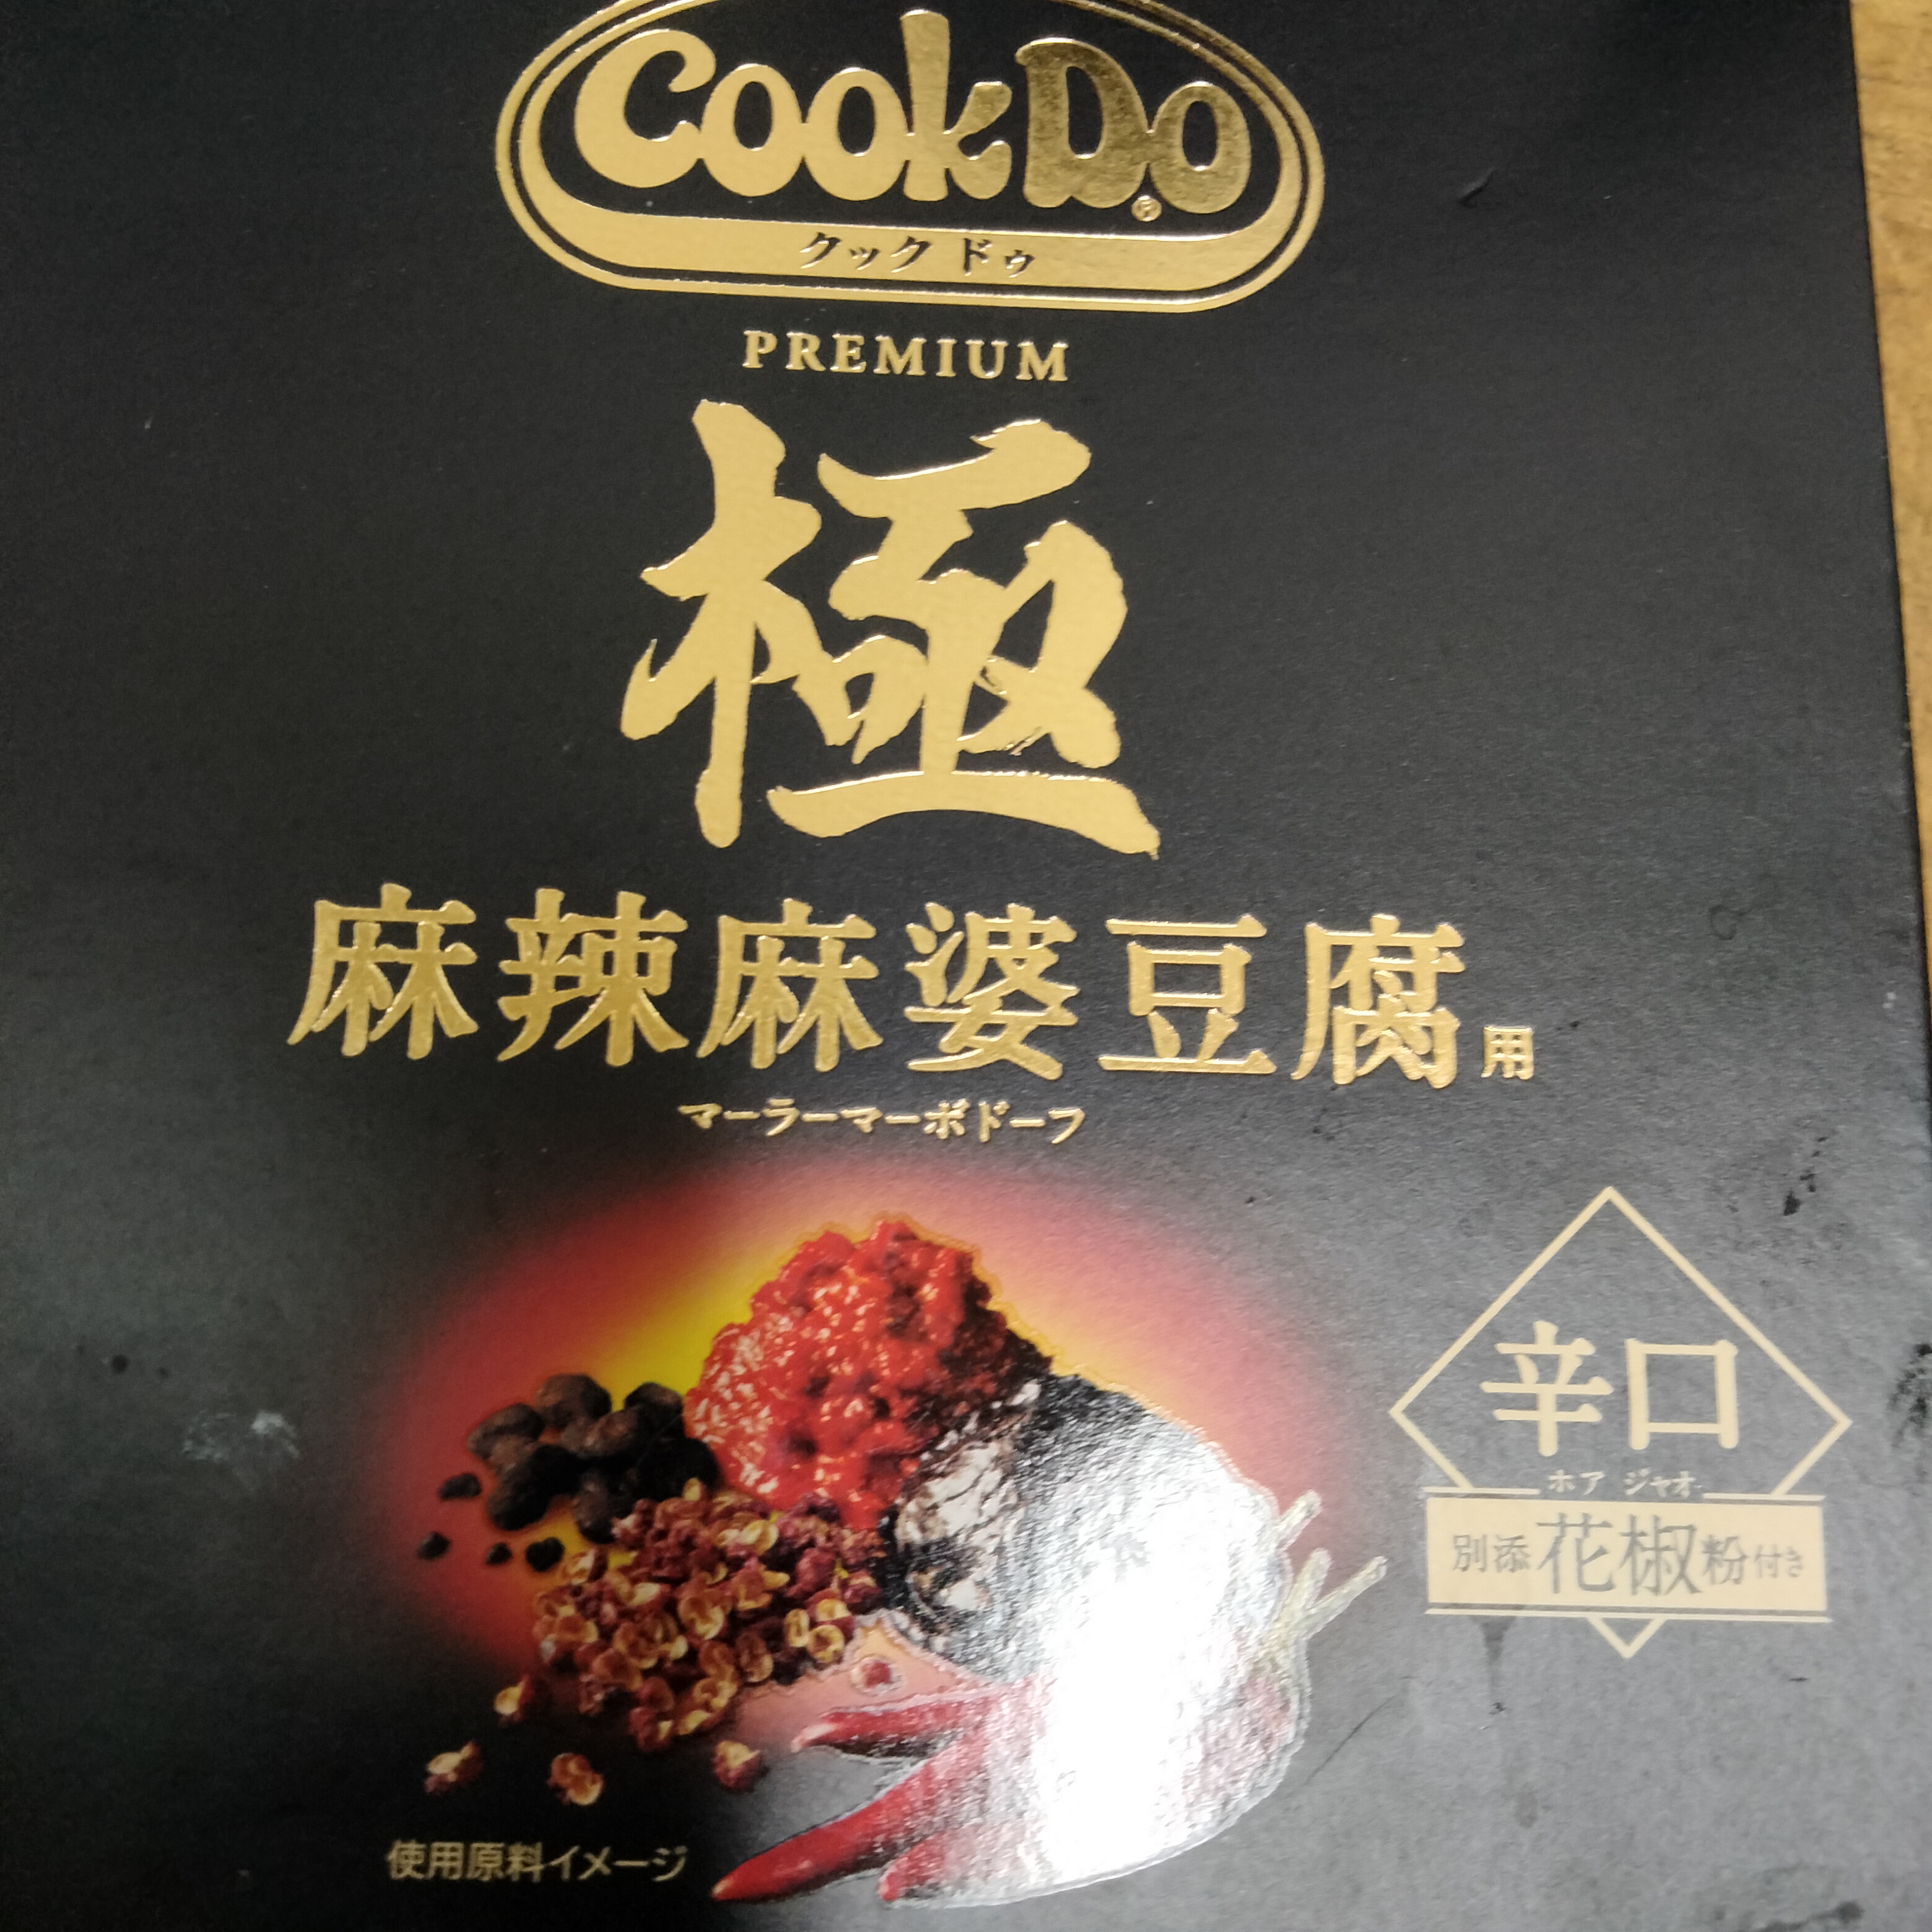 CookDo®
クックドゥ
PREMIUM
極
麻辣麻婆豆腐用
マーラーマーボドーフ
辛口
ホアジャオ
別添花椒粉付き
使用原料イメージ